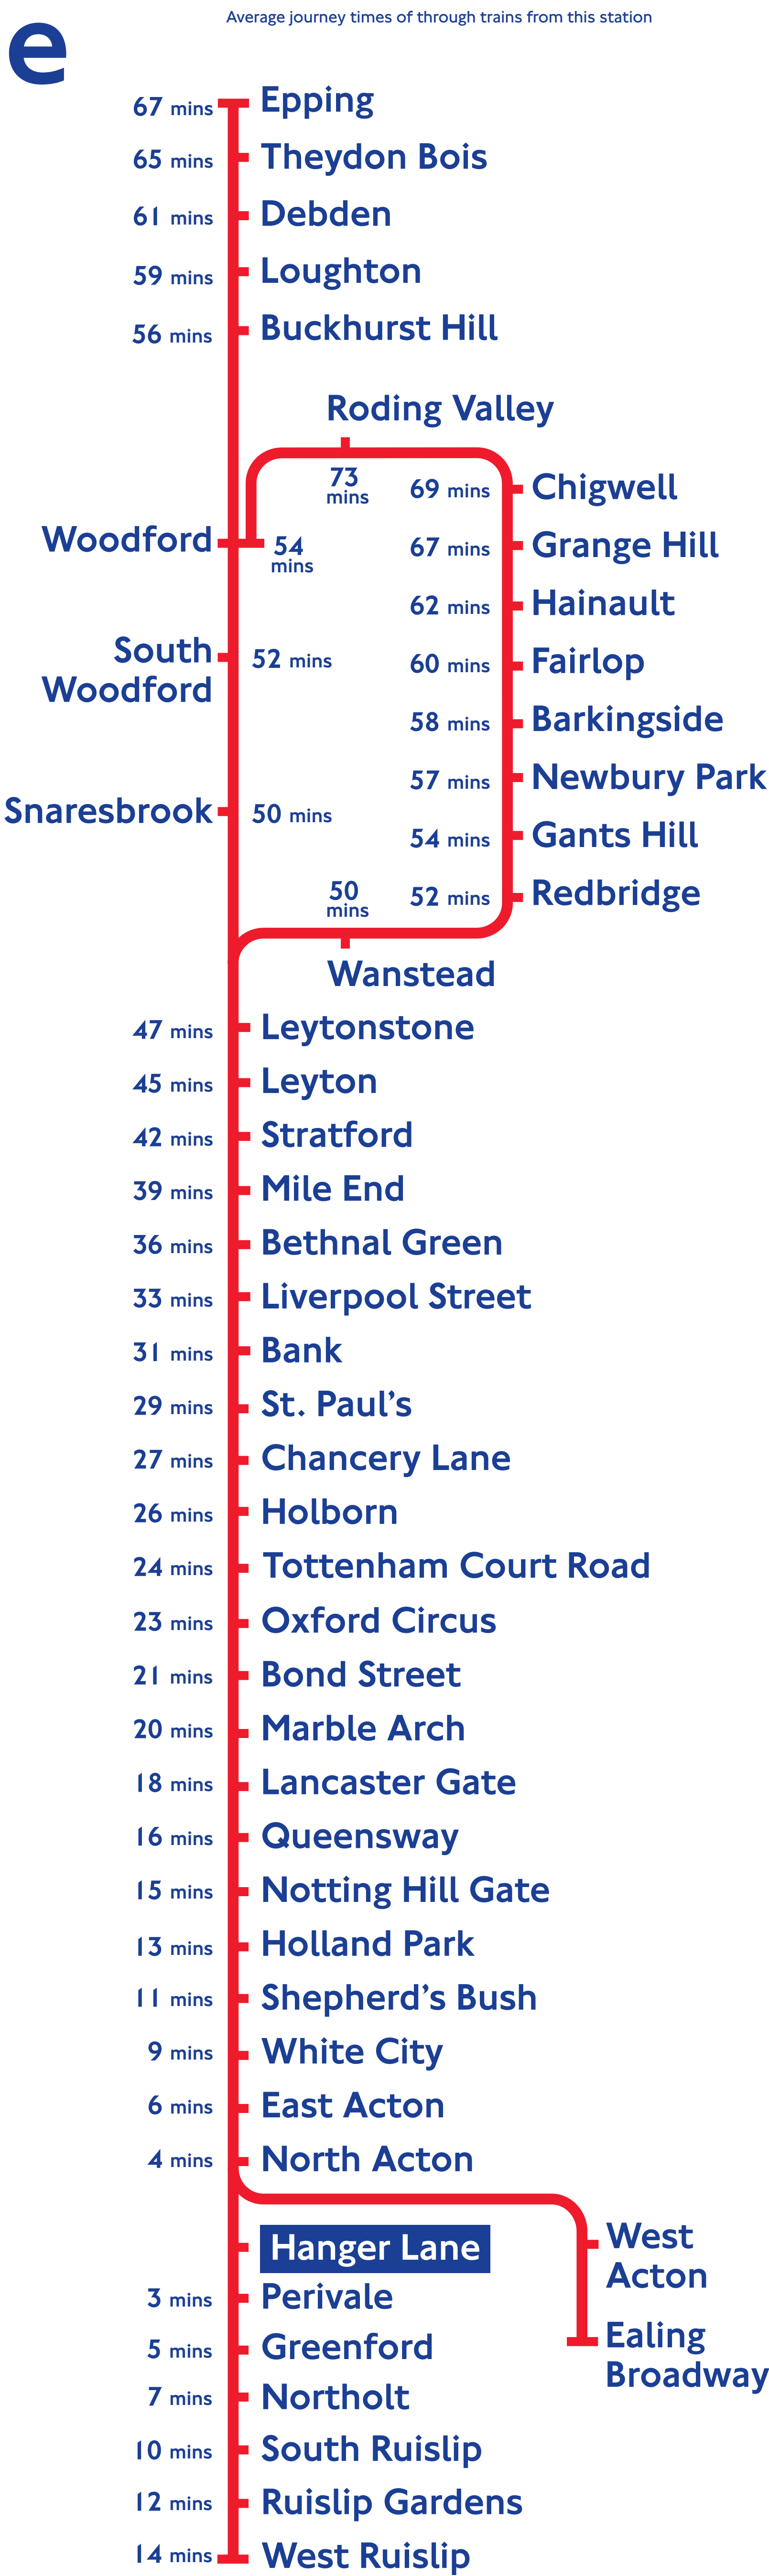 Average journey times of through trains from this station
e
67 mins Epping
65 mins Theydon Bois
61 mins Debden
59 mins Loughton
56 mins Buckhurst Hill
Roding Valley
73
mins
69 mins Chigwell
Woodford
54
mins
67 mins Grange Hill
62 mins Hainault
South
Woodford
52 mins
60 mins Fairlop
58 mins Barkingside
57 mins Newbury Park
Snaresbrook 50 mins
54 mins Gants Hill
52 mins Redbridge
50
mins
Wanstead
47 mins Leytonstone
45 mins Leyton
42 mins Stratford
39 mins Mile End
36 mins Bethnal Green
33 mins Liverpool Street
31 mins Bank
29 mins St. Paul’s
27 mins Chancery Lane
26 mins Holborn
24 mins Tottenham Court Road
23 mins Oxford Circus
21 mins Bond Street
20 mins Marble Arch
18 mins Lancaster Gate
16 mins Queensway
15 mins Notting Hill Gate
13 mins Holland Park
11 mins Shepherd’s Bush
9 mins White City
6 mins East Acton
4 mins North Acton
Hanger Lane
West
Acton
3 mins Perivale
5 mins Greenford
Ealing
Broadway
7 mins Northolt
10 mins South Ruislip
12 mins Ruislip Gardens
14 mins West Ruislip